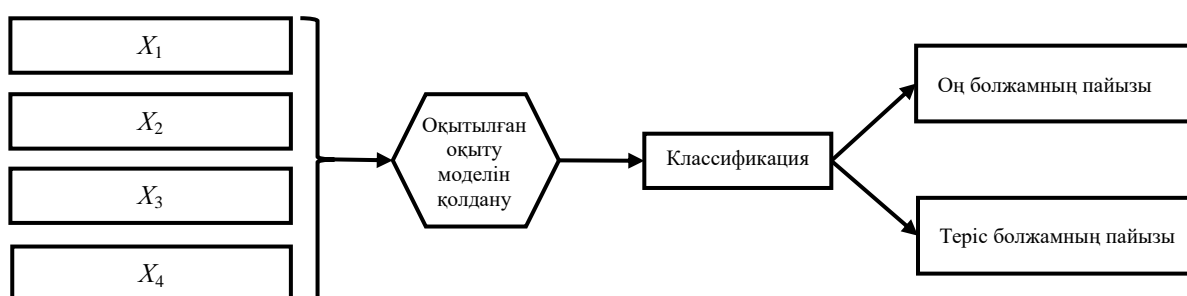 X1
X2
X3
X4
Оқытылған
оқыту
моделін
қолдану
Классификация
Оң болжамның пайызы
Теріс болжамның пайызы